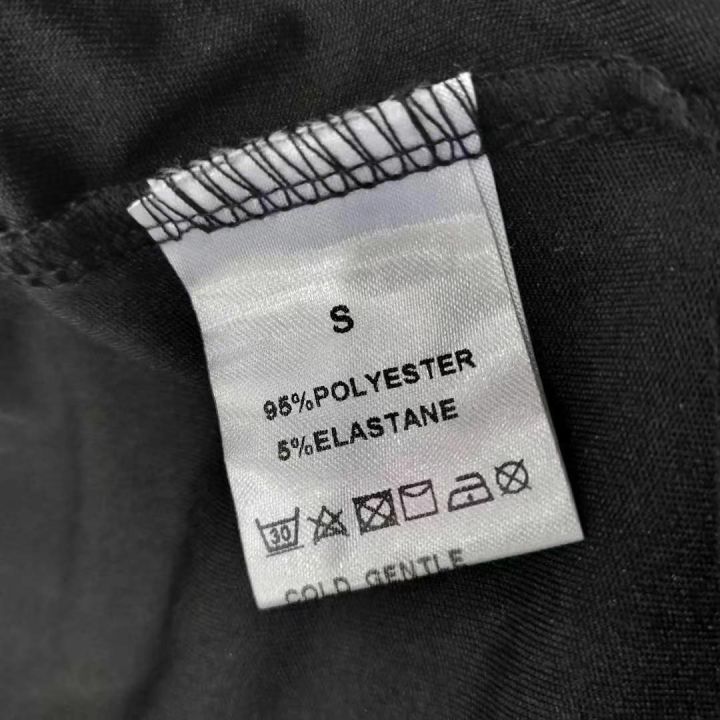 S
95%POLYESTER
5%ELASTANE
30
COLD GENTLE